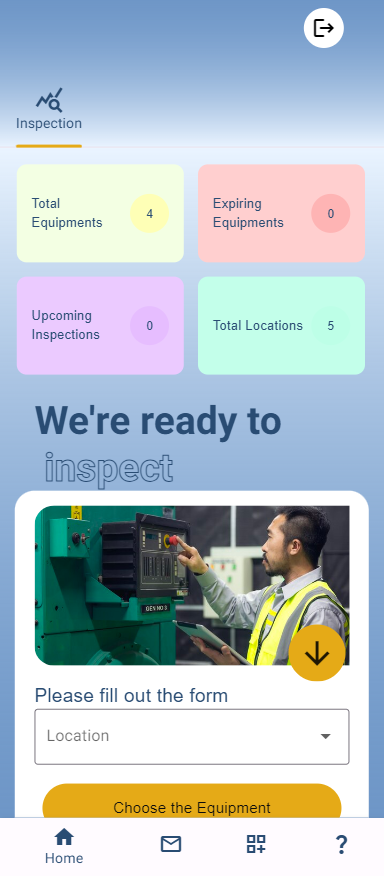 Inspection
Total
Equipments
4
Expiring
Equipments
0
Upcoming
Inspections
0
Total Locations
5
We're ready to
inspect
GEN NO 3
Please fill out the form
Location
Choose the Equipment
Home